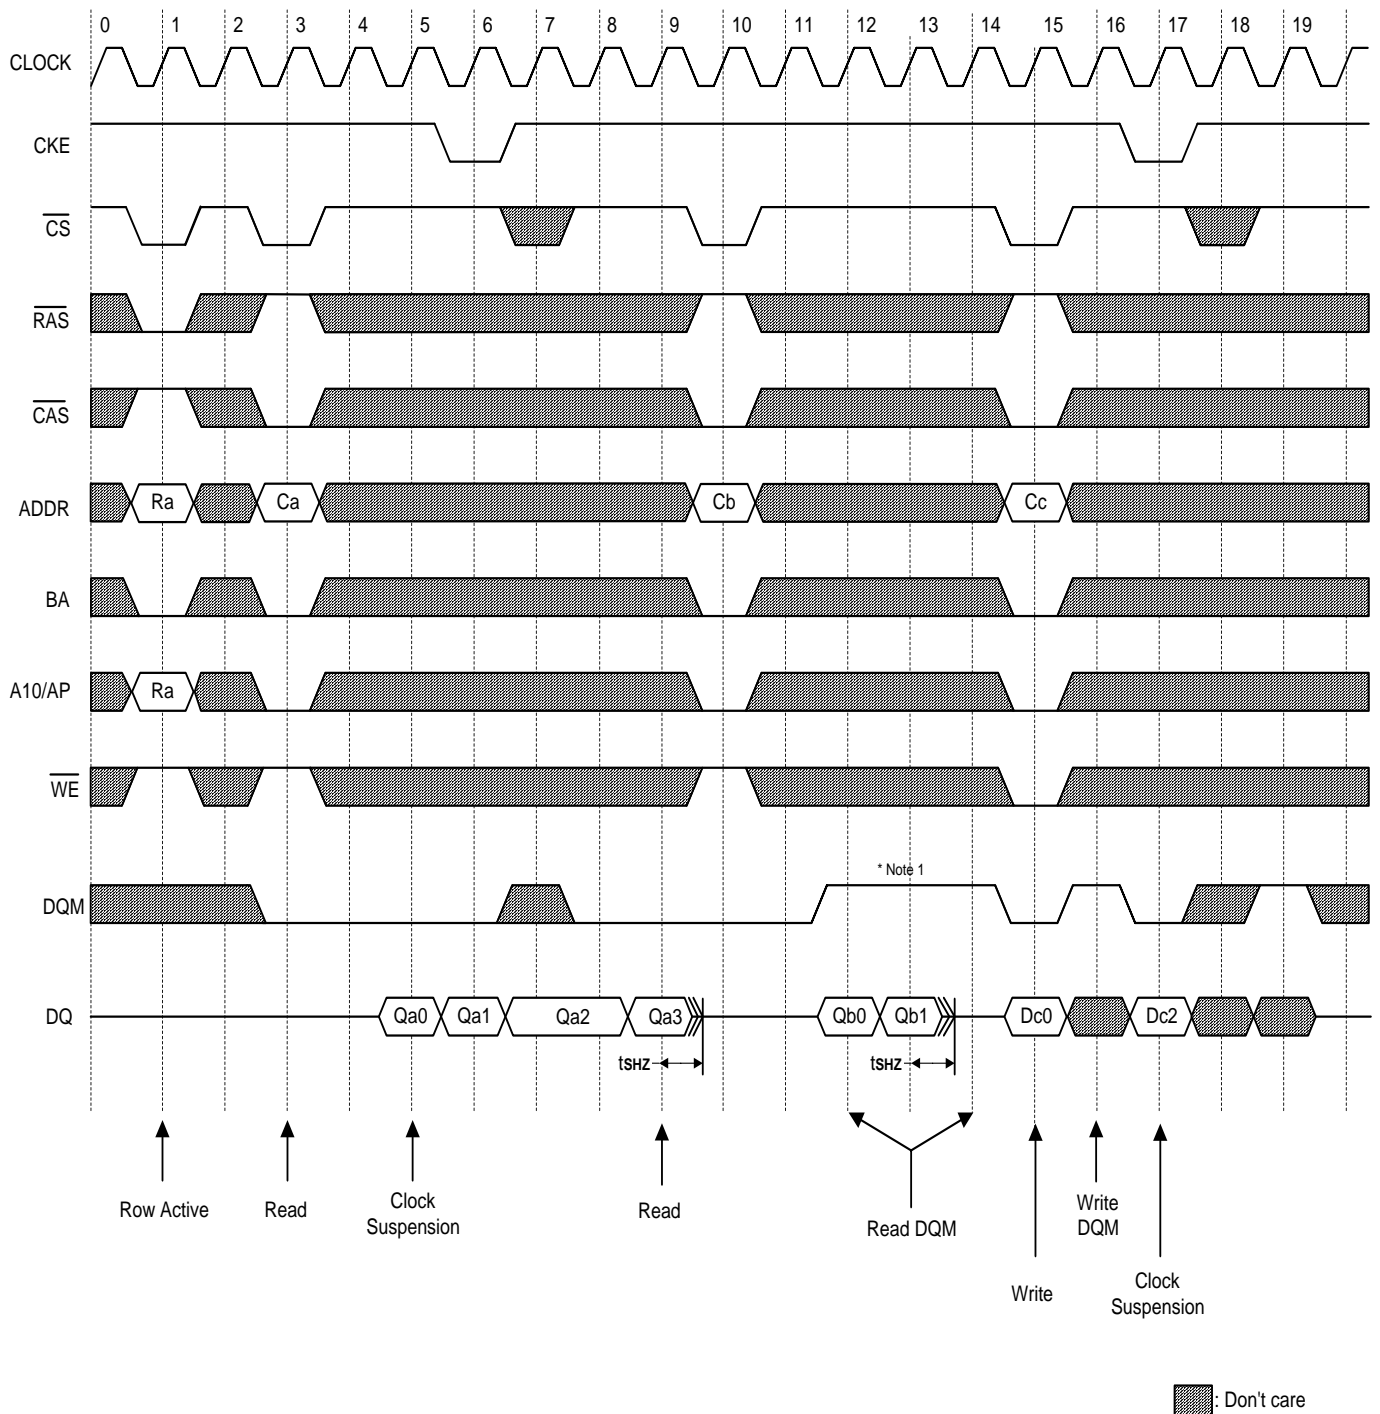 0 1 2 3 4 5 6 7 8 9 10 11 12 13 14 15 16 17 18 19
CLOCK
CKE
CS
RAS
CAS
ADDR Ra Ca Cb Cc
BA
A10/AP Ra
WE
* Note 1
DQM
DQ Qa0 Qa1 Qa2 Qa3 Qb0 Qb1 Dc0 Dc2
tSHZ tSHZ
Row Active
Read
Clock
Suspension
Read
Read DQM
Write
DQM
Write
Clock
Suspension
: Don't care